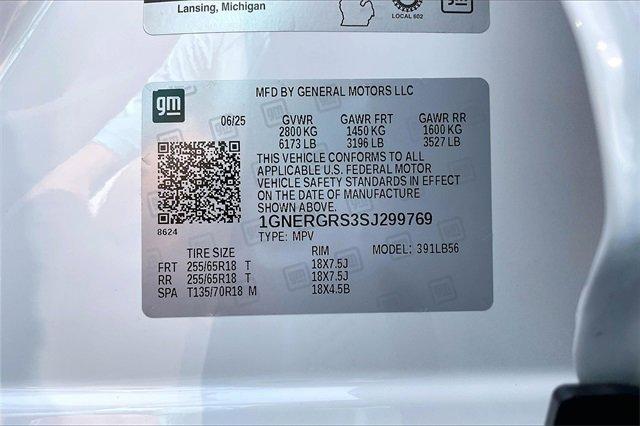 Lansing, Michigan
LOCAL 602
gm
MFD BY GENERAL MOTORS LLC
06/25 GVWR GAWR FRT GAWR RR
2800 KG 1450 KG 1600 KG
6173 LB 3196 LB 3527 LB
THIS VEHICLE CONFORMS TO ALL
APPLICABLE U.S. FEDERAL MOTOR
VEHICLE SAFETY STANDARDS IN EFFECT
ON THE DATE OF MANUFACTURE
SHOWN ABOVE.
8624
1GNERGRS3SJ299769
TYPE: MPV
TIRE SIZE RIM MODEL: 391LB56
FRT 255/65R18 T 18X7.5J
RR 255/65R18 T 18X7.5J
SPA T135/70R18 M 18X4.5B